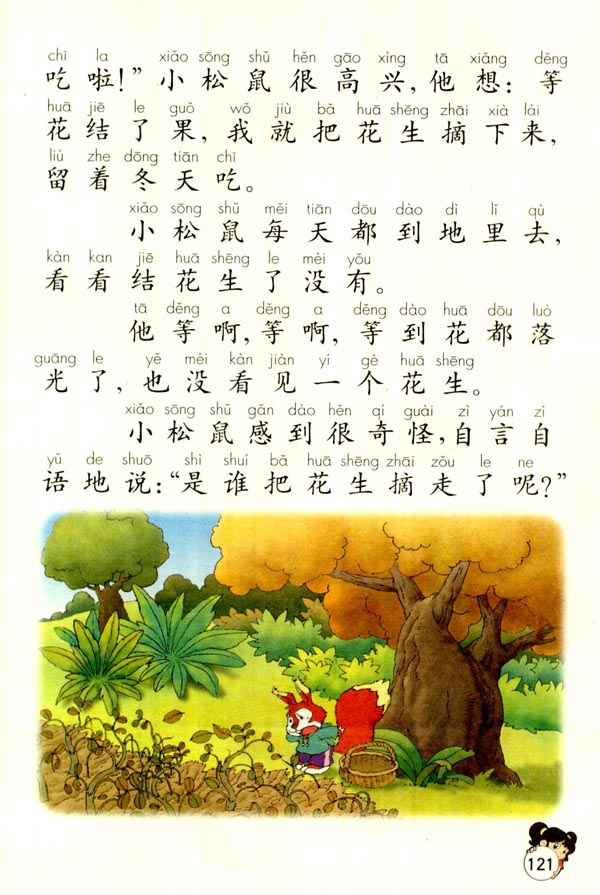 chī la xiǎo sōng shǔ hěn gāo xìng tā xiǎng děng
吃啦！”小松鼠很高兴，他想：等
huā jiē le guǒ wǒ jiù bǎ huā shēng zhāi xià lái
花结了果，我就把花生摘下来，
liú zhe dōng tiān chī
留着冬天吃。
xiǎo sōng shǔ měi tiān dōu dào dì lǐ qù
小松鼠每天都到地里去，
kàn kan jiē huā shēng le méi yǒu
看看结花生了没有。
tā děng a děng a děng dào huā dōu luò
他等啊，等啊，等到花都落
guāng le yě méi kàn jiàn yí gè huā shēng
光了，也没看见一个花生。
xiǎo sōng shǔ gǎn dào hěn qí guài zì yán zì
小松鼠感到很奇怪，自言自
yǔ de shuō shì shuí bǎ huā shēng zhāi zǒu le ne
语地说：“是谁把花生摘走了呢？”
121